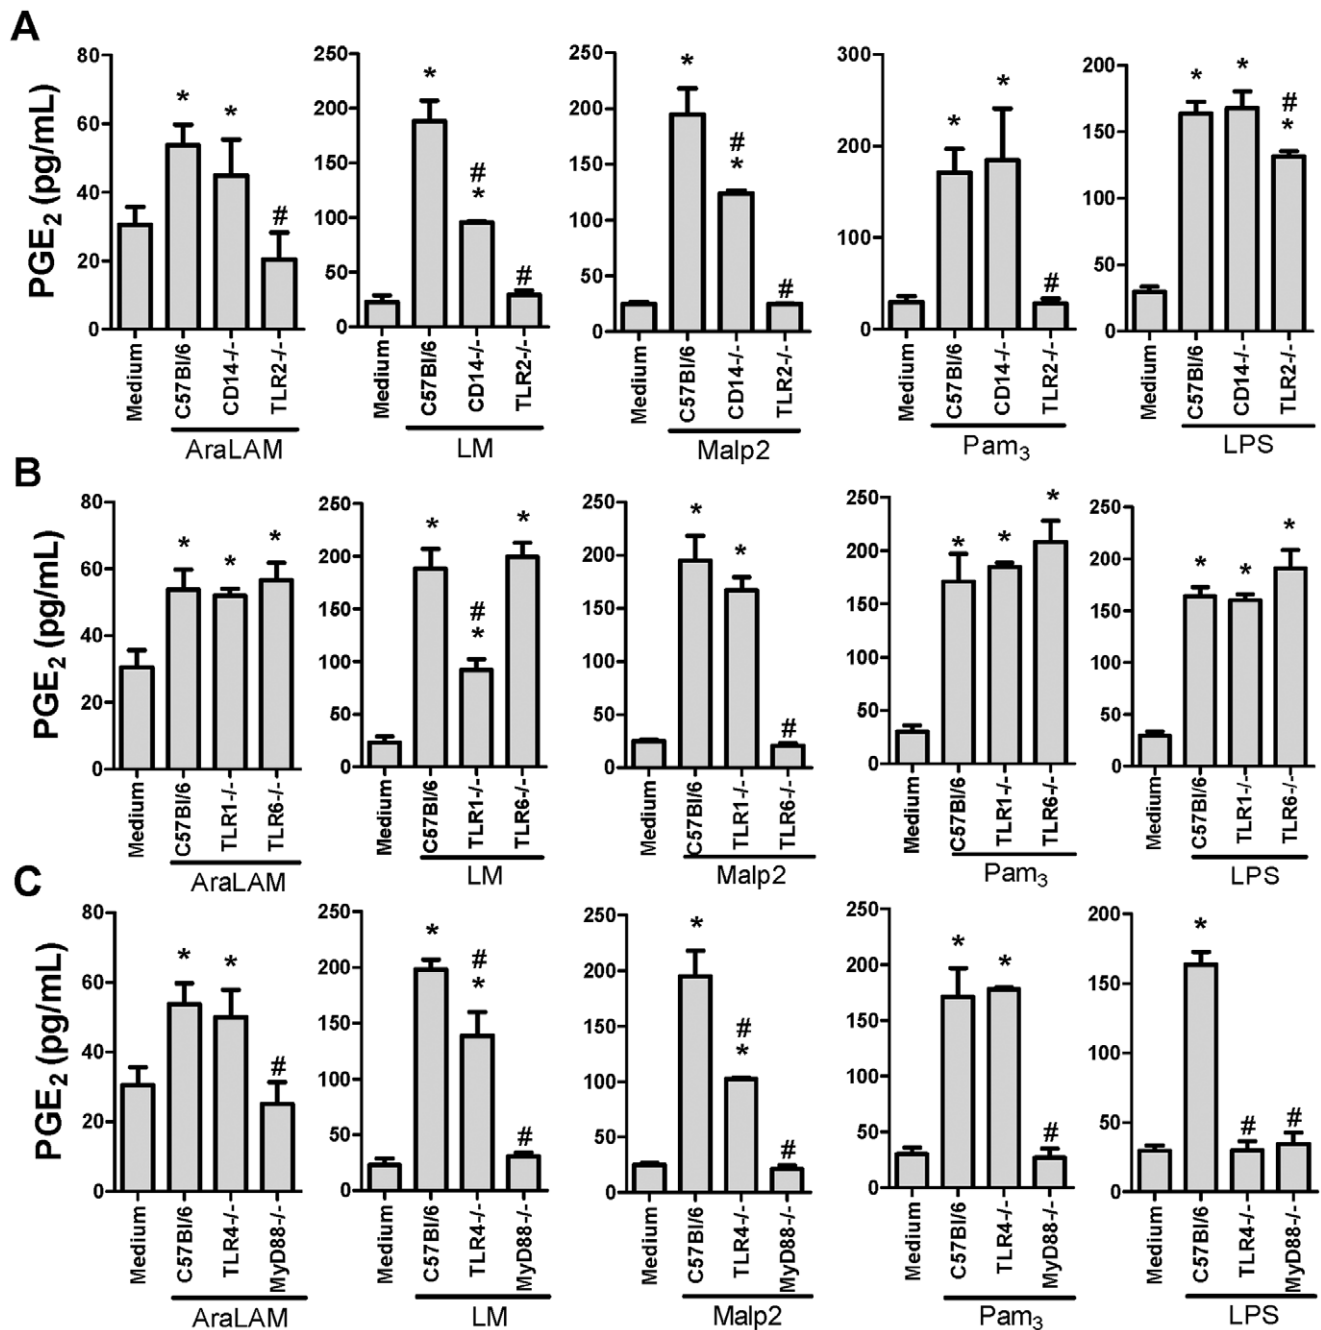 A
PGE2 (pg/mL)
80
60
40
20
0
* * #
Medium
C57Bl/6
CD14-/-
TLR2-/-
AraLAM
250
200
150
100
50
0
* # * #
Medium
C57Bl/6
CD14-/-
TLR2-/-
LM
250
200
150
100
50
0
* # * #
Medium
C57Bl/6
CD14-/-
TLR2-/-
Malp2
300
200
100
0
* * #
Medium
C57Bl/6
CD14-/-
TLR2-/-
Pam3
200
150
100
50
0
* * # *
Medium
C57Bl/6
CD14-/-
TLR2-/-
LPS
B
PGE2 (pg/mL)
80
60
40
20
0
* * *
Medium
C57Bl/6
TLR1-/-
TLR6-/-
AraLAM
250
200
150
100
50
0
* # * *
Medium
C57Bl/6
TLR1-/-
TLR6-/-
LM
250
200
150
100
50
0
* * #
Medium
C57Bl/6
TLR1-/-
TLR6-/-
Malp2
250
200
150
100
50
0
* * *
Medium
C57Bl/6
TLR1-/-
TLR6-/-
Pam3
250
200
150
100
50
0
* * *
Medium
C57Bl/6
TLR1-/-
TLR6-/-
LPS
C
PGE2 (pg/mL)
80
60
40
20
0
* * #
Medium
C57Bl/6
TLR4-/-
MyD88-/-
AraLAM
250
200
150
100
50
0
* # * #
Medium
C57Bl/6
TLR4-/-
MyD88-/-
LM
250
200
150
100
50
0
* # * #
Medium
C57Bl/6
TLR4-/-
MyD88-/-
Malp2
250
200
150
100
50
0
* * #
Medium
C57Bl/6
TLR4-/-
MyD88-/-
Pam3
200
150
100
50
0
* # #
Medium
C57Bl/6
TLR4-/-
MyD88-/-
LPS